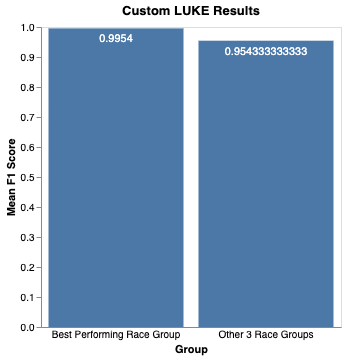 Custom LUKE Results
1.0
0.9
0.8
0.7
0.6
0.5
0.4
0.3
0.2
0.1
0.0
Mean F1 Score
0.9954
0.954333333333
Best Performing Race Group
Other 3 Race Groups
Group